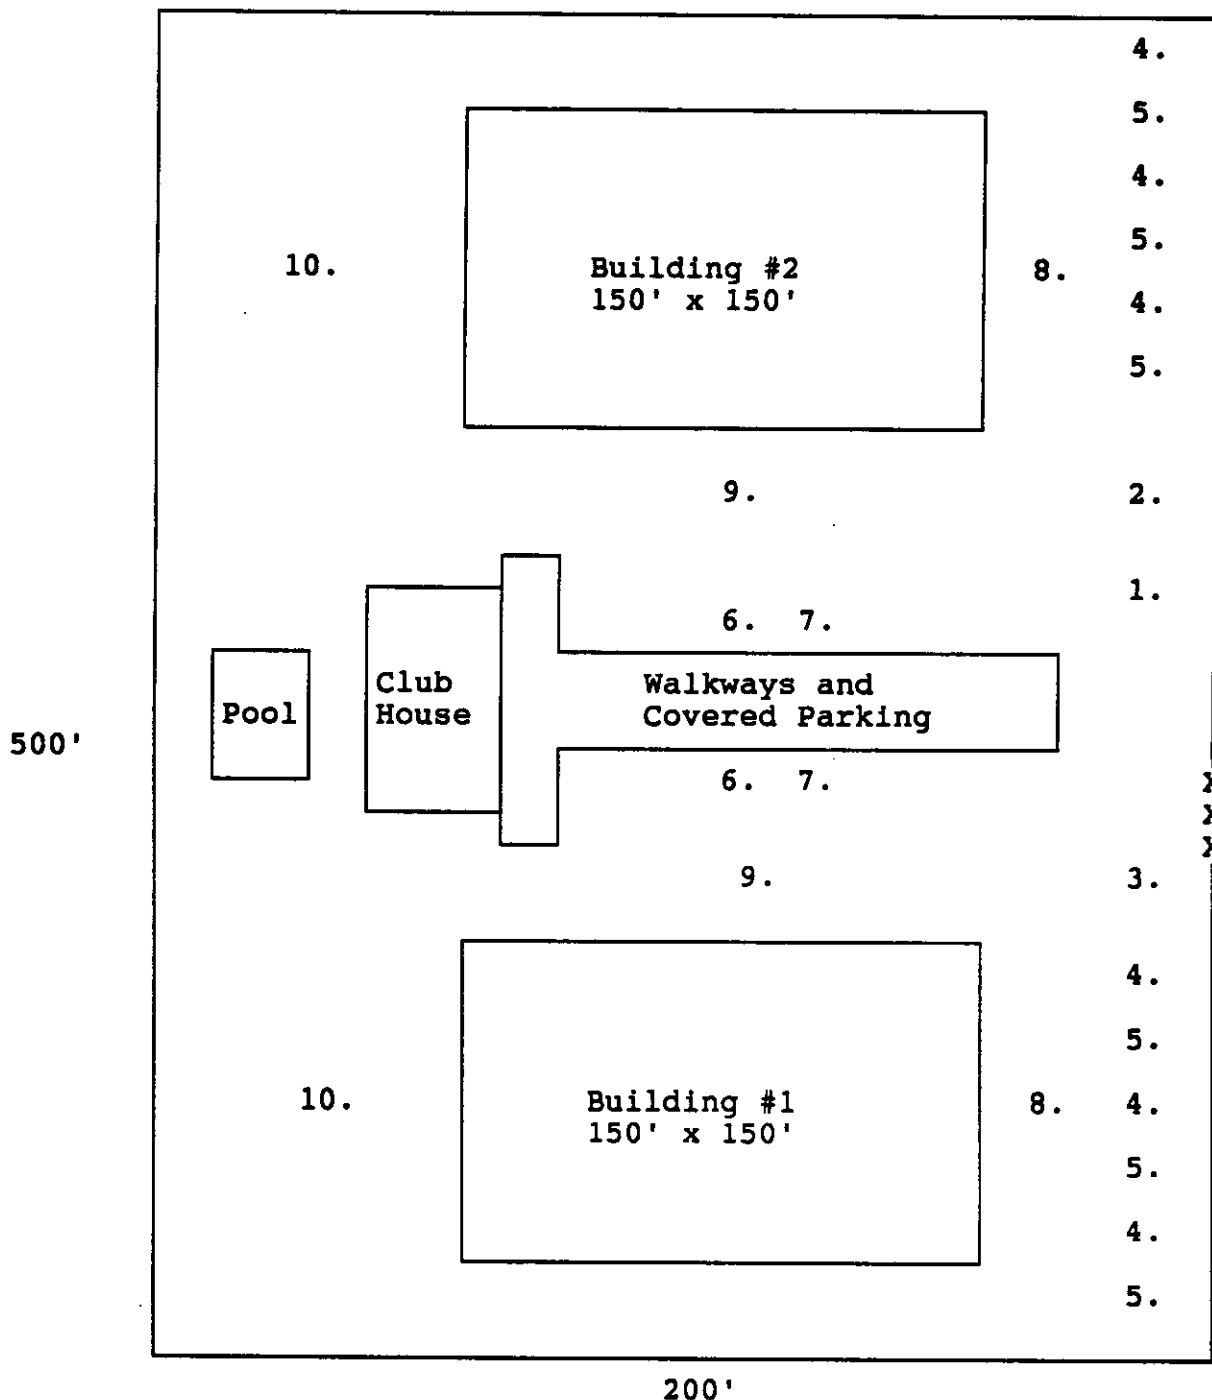 4.
5.
4.
5.
10.
Building #2
150' x 150'
8.
4.
5.
9.
2.
1.
6. 7.
Pool
Club
House
Walkways and
Covered Parking
500'
6. 7.
X
X
X
9.
3.
4.
5.
10.
Building #1
150' x 150'
8.
4.
5.
4.
5.
200'